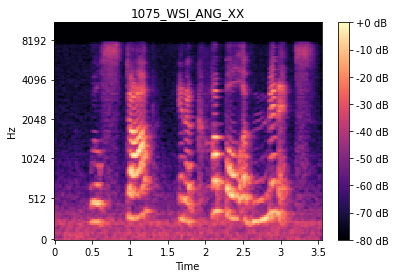 1075_WSI_ANG_XX
+0 dB
8192
-10 dB
-20 dB
4096
-30 dB
Hz
2048
-40 dB
1024
-50 dB
-60 dB
512
-70 dB
0
-80 dB
0 0.5 1 1.5 2 2.5 3 3.5
Time